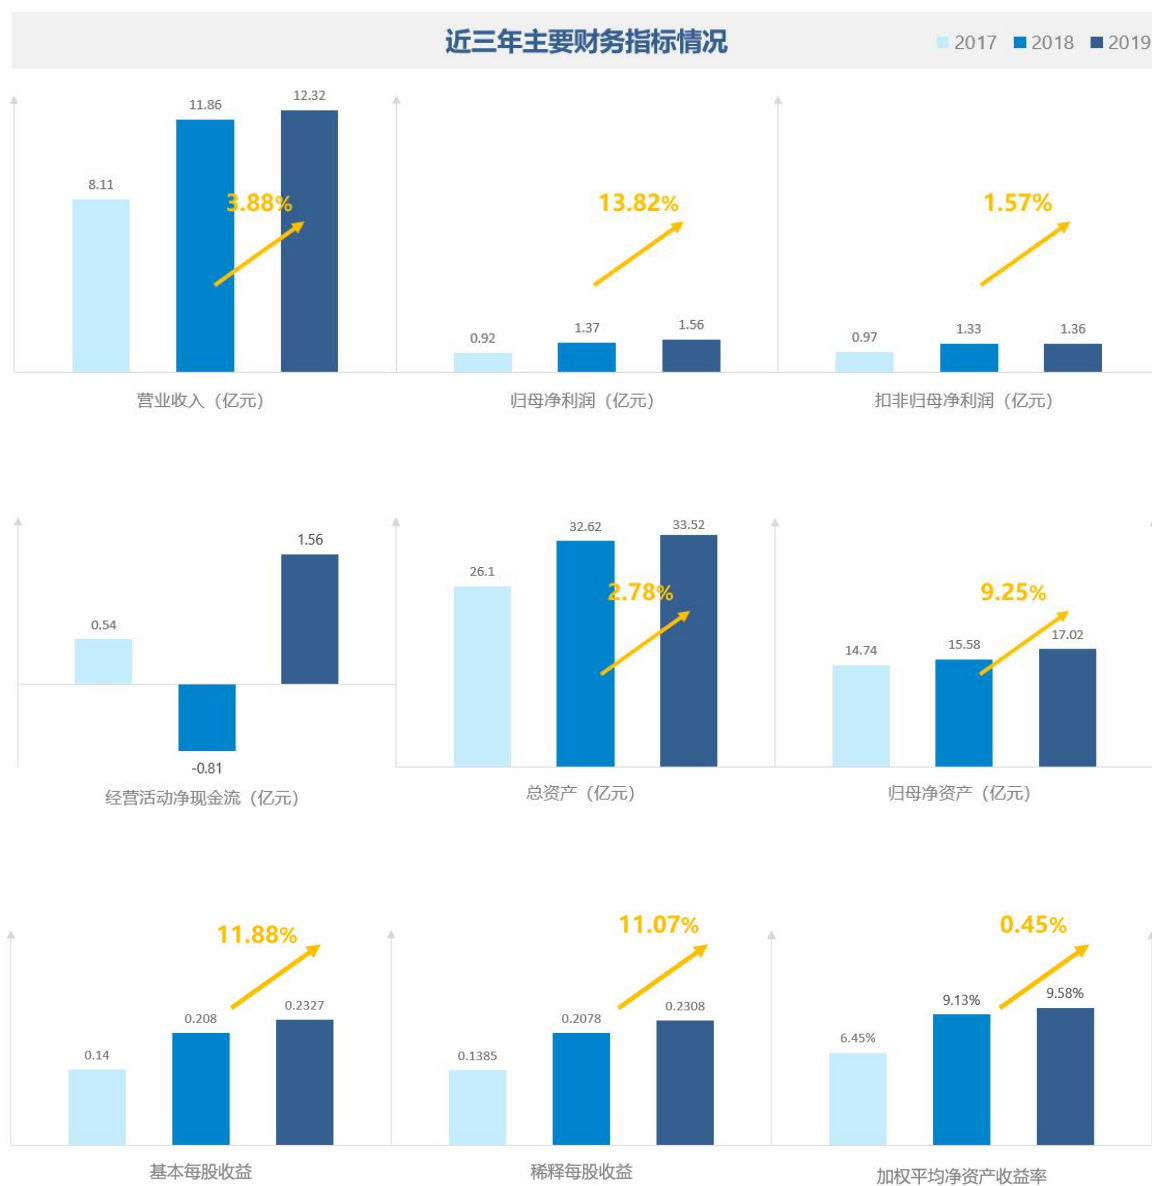 近三年主要财务指标情况
2017 2018 2019
8.11 11.86 12.32
3.88%
营业收入（亿元）
0.92 1.37 1.56
13.82%
归母净利润（亿元）
0.97 1.33 1.36
1.57%
扣非归母净利润（亿元）
0.54 -0.81 1.56
经营活动净现金流（亿元）
26.1 32.62 33.52
2.78%
总资产（亿元）
14.74 15.58 17.02
9.25%
归母净资产（亿元）
11.88%
0.14 0.208 0.2327
基本每股收益
11.07%
0.1385 0.2078 0.2308
稀释每股收益
0.45%
6.45% 9.13% 9.58%
加权平均净资产收益率